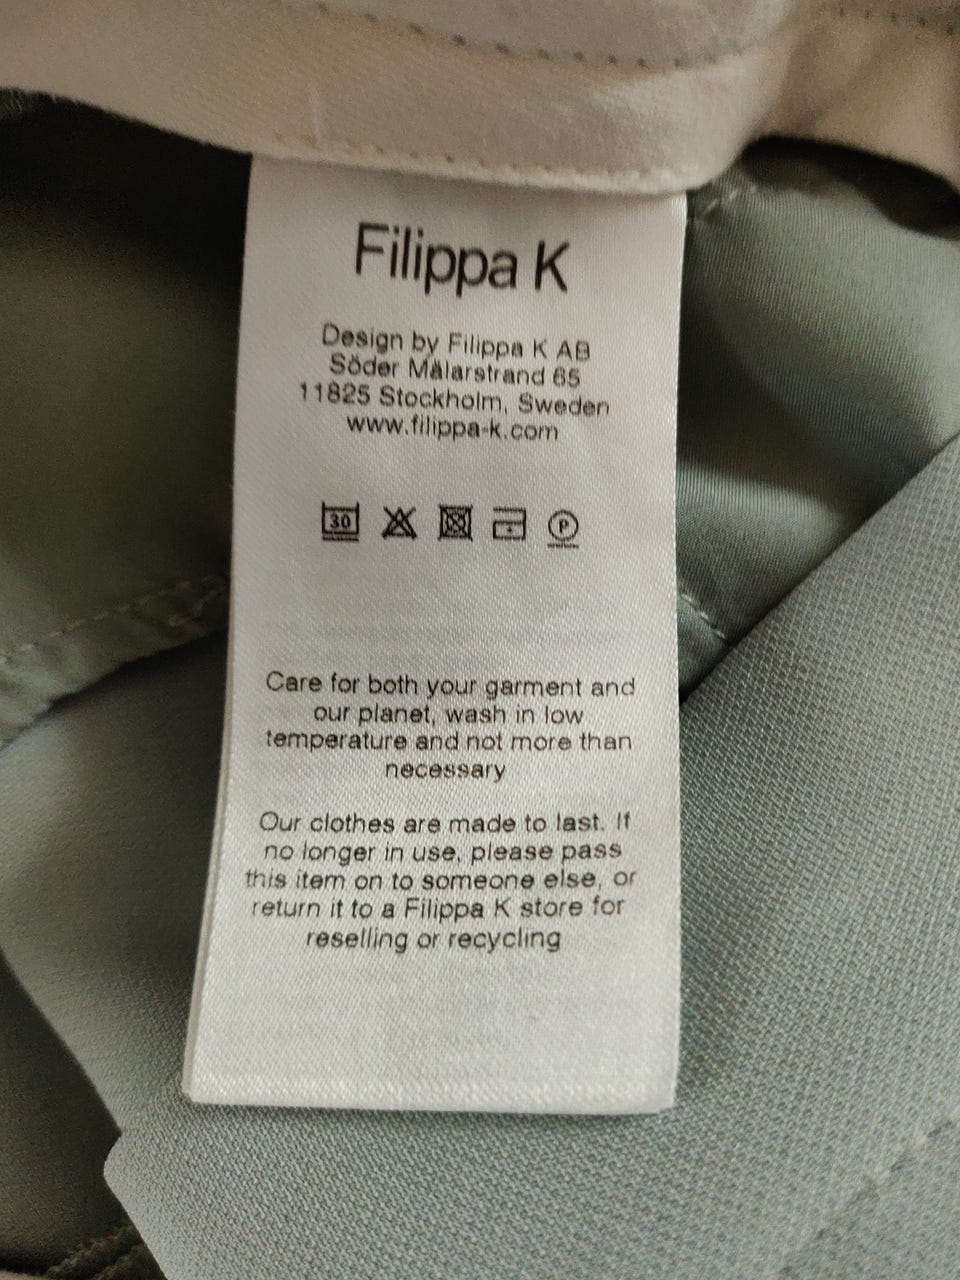 Filippa K
Design by Filippa K AB
Söder Mälarstrand 65
11825 Stockholm, Sweden
www.filippa-k.com
30 P
Care for both your garment and
our planet, wash in low
temperature and not more than
necessary
Our clothes are made to last. If
no longer in use, please pass
this item on to someone else, or
return it to a Filippa K store for
reselling or recycling